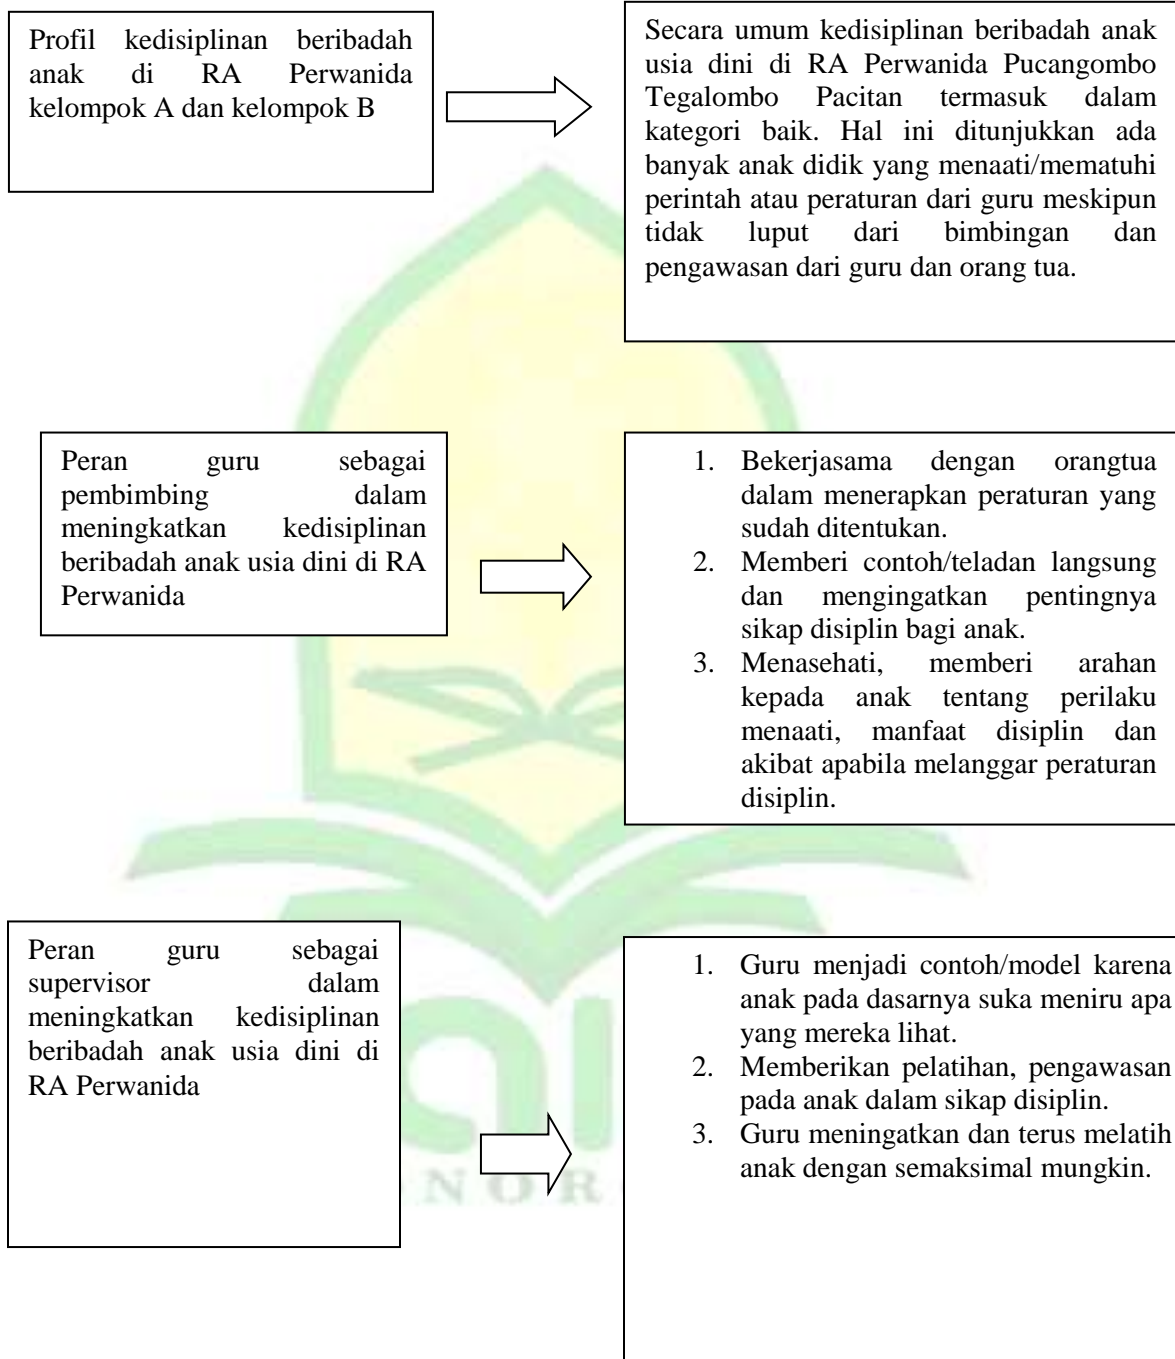 Profil kedisiplinan beribadah
anak di RA Perwanida
kelompok A dan kelompok B
Secara umum kedisiplinan beribadah anak
usia dini di RA Perwanida Pucangombo
Tegalombo Pacitan termasuk dalam
kategori baik. Hal ini ditunjukkan ada
banyak anak didik yang menaati/mematuhi
perintah atau peraturan dari guru meskipun
tidak luput dari bimbingan dan
pengawasan dari guru dan orang tua.
Peran guru sebagai
pembimbing dalam
meningkatkan kedisiplinan
beribadah anak usia dini di RA
Perwanida
1. Bekerjasama dengan orangtua
dalam menerapkan peraturan yang
sudah ditentukan.
2. Memberi contoh/teladan langsung
dan mengingatkan pentingnya
sikap disiplin bagi anak.
3. Menasehati, memberi arahan
kepada anak tentang perilaku
menaati, manfaat disiplin dan
akibat apabila melanggar peraturan
disiplin.
Peran guru sebagai
supervisor dalam
meningkatkan kedisiplinan
beribadah anak usia dini di
RA Perwanida
1. Guru menjadi contoh/model karena
anak pada dasarnya suka meniru apa
yang mereka lihat.
2. Memberikan pelatihan, pengawasan
pada anak dalam sikap disiplin.
3. Guru meningatkan dan terus melatih
anak dengan semaksimal mungkin.